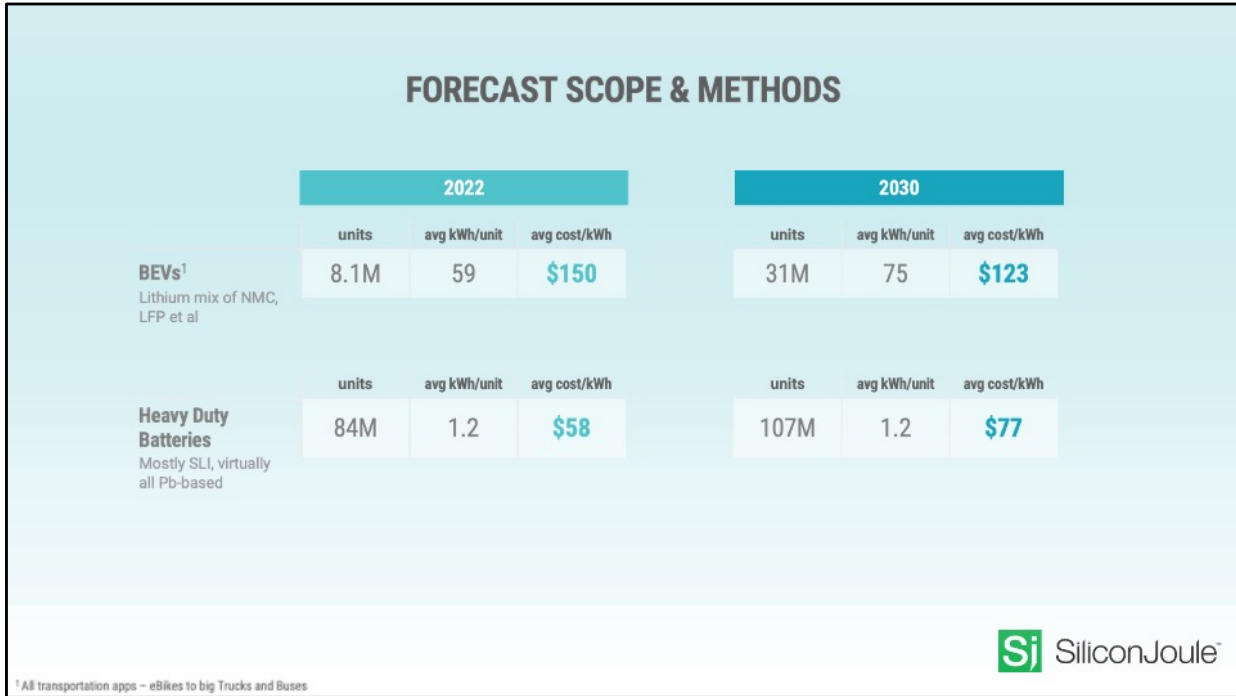 FORECAST SCOPE & METHODS
2022
2030
units avg kWh/unit avg cost/kWh
units avg kWh/unit avg cost/kWh
BEVs¹
Lithium mix of NMC,
LFP et al
8.1M 59 $150
31M 75 $123
units avg kWh/unit avg cost/kWh
units avg kWh/unit avg cost/kWh
Heavy Duty
Batteries
Mostly SLI, virtually
all Pb-based
84M 1.2 $58
107M 1.2 $77
Sj SiliconJoule™
¹ All transportation apps – eBikes to big Trucks and Buses